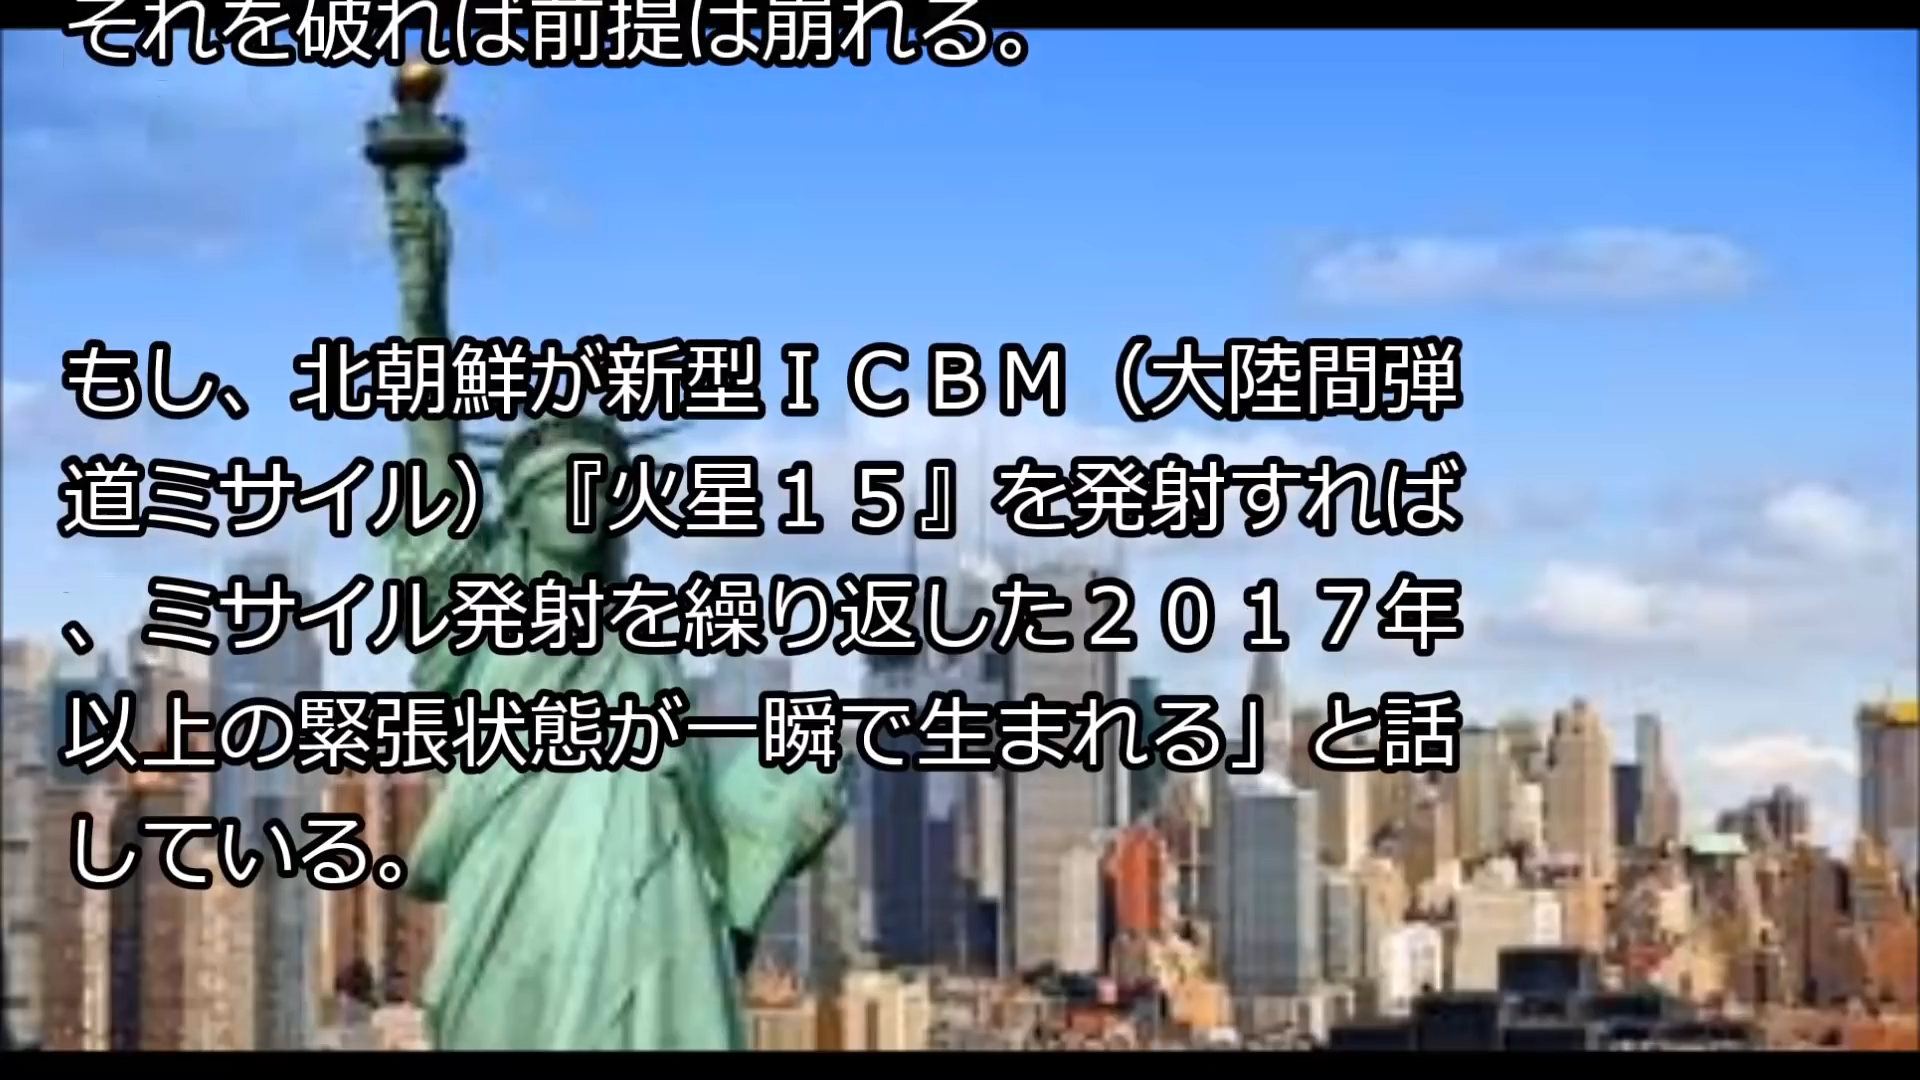 それを破れば前提は崩れる。
もし、北朝鮮が新型ＩＣＢＭ（大陸間弾
道ミサイル）『火星１５』を発射すれば
、ミサイル発射を繰り返した２０１７年
以上の緊張状態が一瞬で生まれる」と話
している。